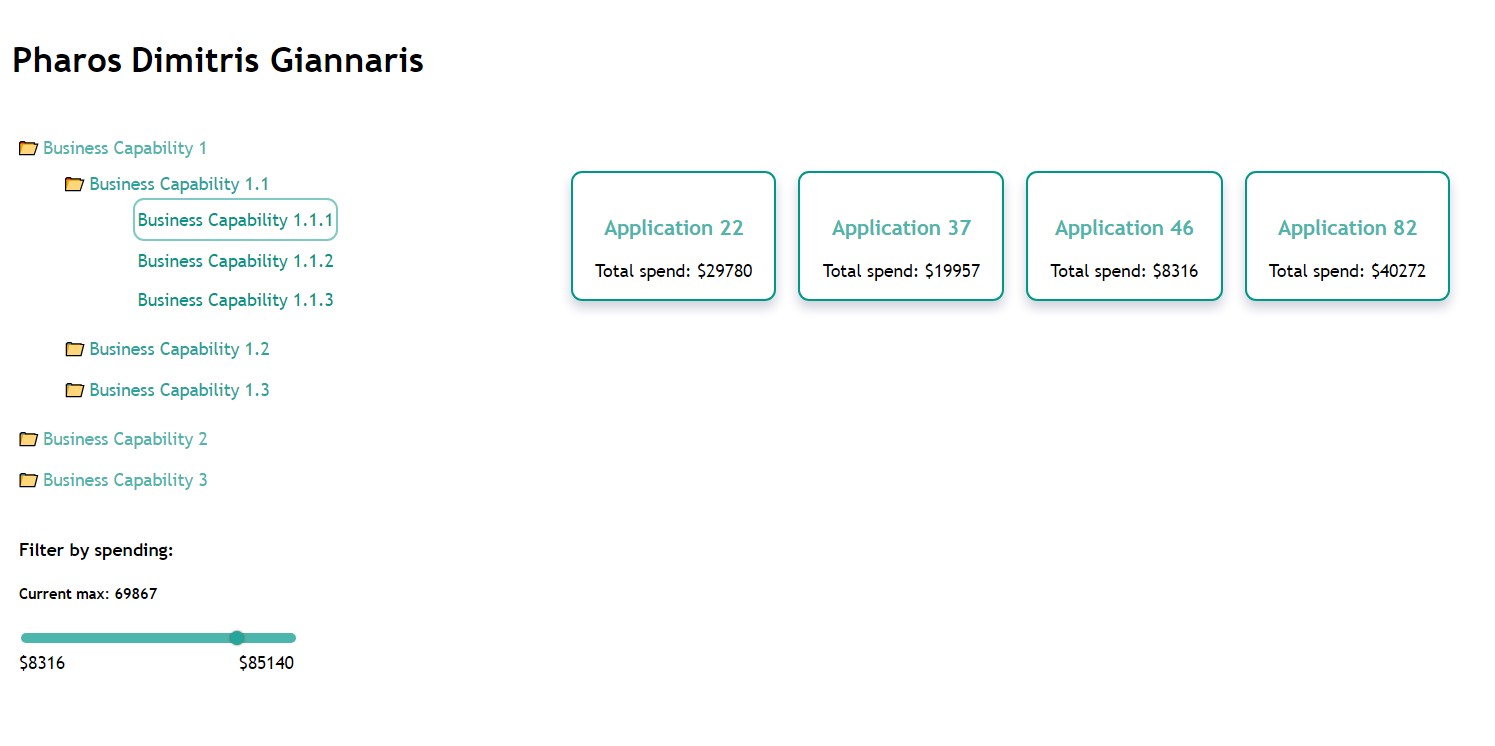 Pharos Dimitris Giannaris
Business Capability 1
Business Capability 1.1
Business Capability 1.1.1
Business Capability 1.1.2
Business Capability 1.1.3
Business Capability 1.2
Business Capability 1.3
Business Capability 2
Business Capability 3
Filter by spending:
Current max: 69867
$8316 $85140
Application 22
Total spend: $29780
Application 37
Total spend: $19957
Application 46
Total spend: $8316
Application 82
Total spend: $40272